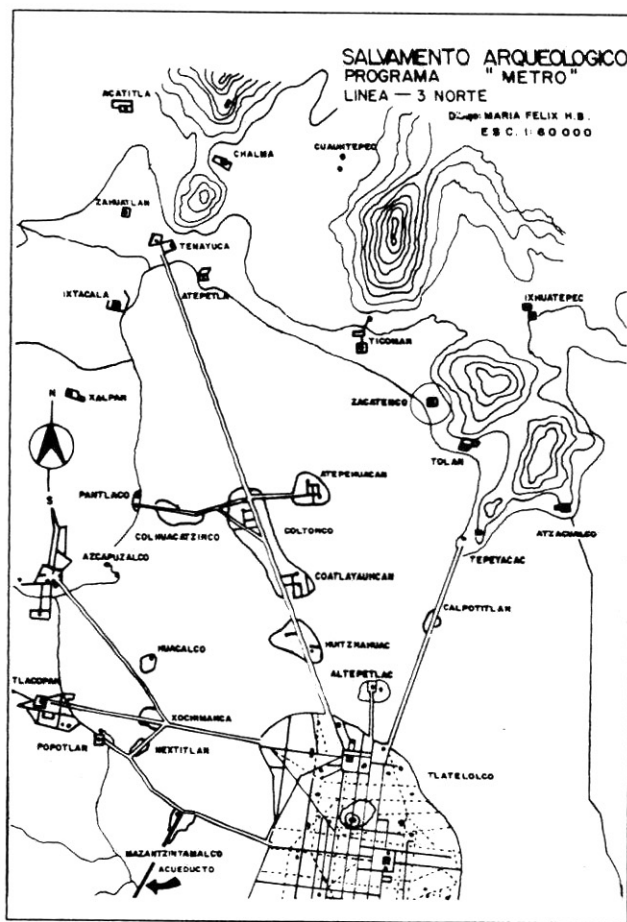 SALVAMENTO ARQUEOLOGICO
PROGRAMA "METRO"
LINEA — 3 NORTE
MARIA FELIX H.B.
ESC. 1:60 000
ACATITLA
CHALMA
CUAUHTEPEC
ZAHUATLAN
TENAYUCA
ATEPETLA
IXTACALA
IXHUATEPEC
TICOMAN
XALPAN
ZACATENCO
N
TOLAN
ATEPEHUACAN
PANTLACO
S
COLHUACATZINCO
COLTONCO
ATZACUALCO
TEPEYACAC
AZCAPUZALCO
COATLAYAUHCAN
CALPOTITLAN
HUITZNAHUAC
HUACALCO
ALTEPETLAC
TLACOPAN
XOCHIMANCA
POPOTLAN
NEXTITLAN
TLATELOLCO
MAZANTZINTAMALCO
ACUEDUCTO